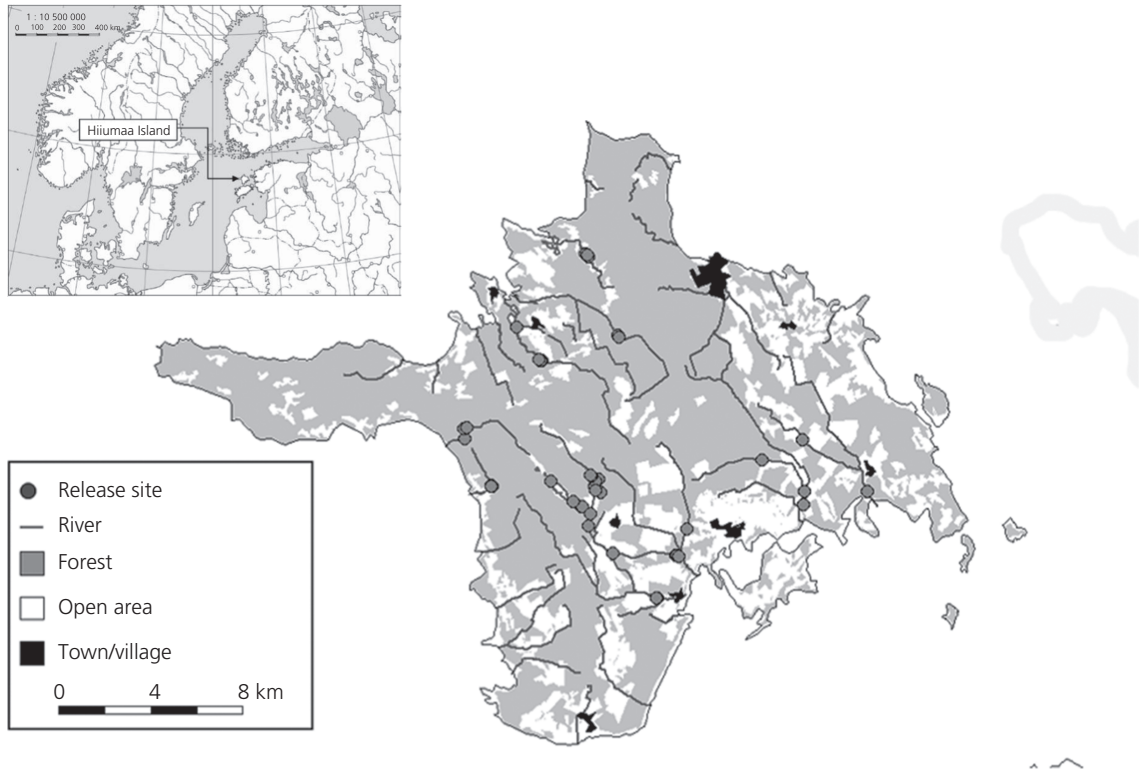 1 : 10 500 000
0 100 200 300 400 km
Hiiumaa Island
Release site
River
Forest
Open area
Town/village
0 4 8 km